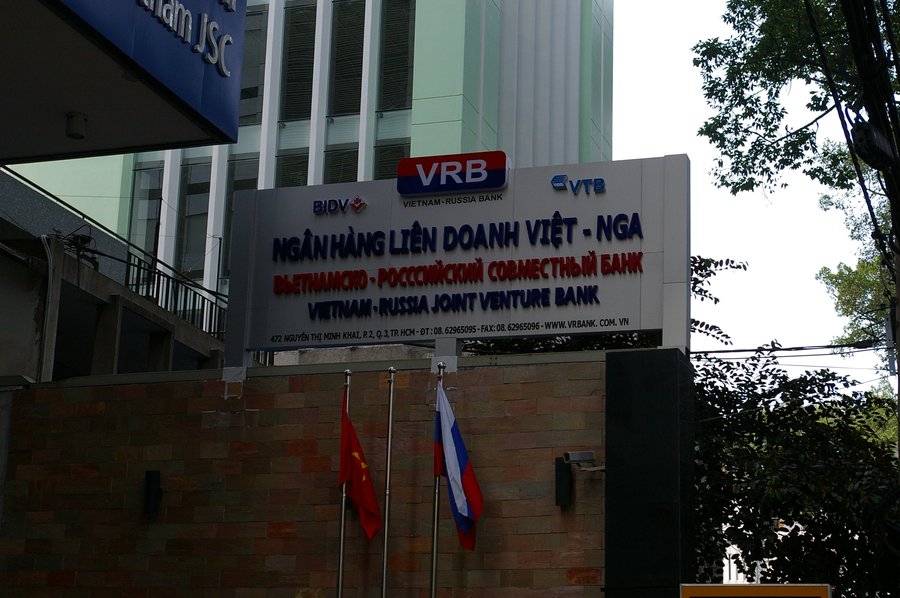 tnam JSC
VRB
VIETNAM - RUSSIA BANK
BIDV
VTB
NGÂN HÀNG LIÊN DOANH VIỆT - NGA
ВЬЕТНАМСКО - РОСССИЙСКИЙ СОВМЕСТНЫЙ БАНК
VIETNAM - RUSSIA JOINT VENTURE BANK
472 NGUYỄN THỊ MINH KHAI, P.2, Q.3, TP. HCM - ĐT : 08. 62965095 - FAX: 08. 62965096 - WWW.VRBANK. COM. VN